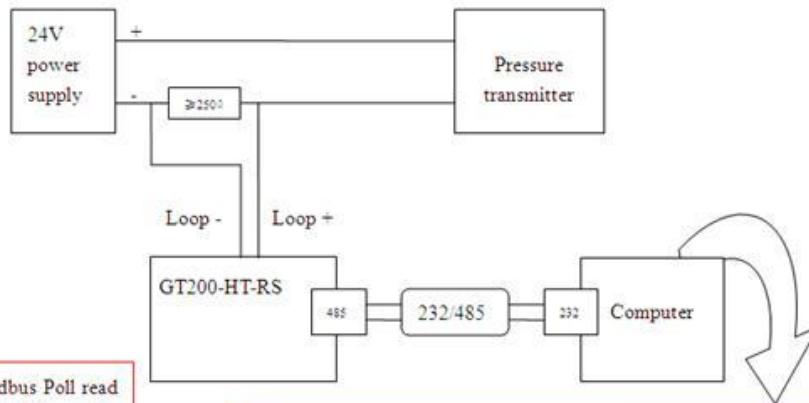 24V
power
supply
+
-
≥250Ω
Pressure
transmitter
Loop -
Loop +
GT200-HT-RS
485
232/485
232
Computer
dbus Poll read